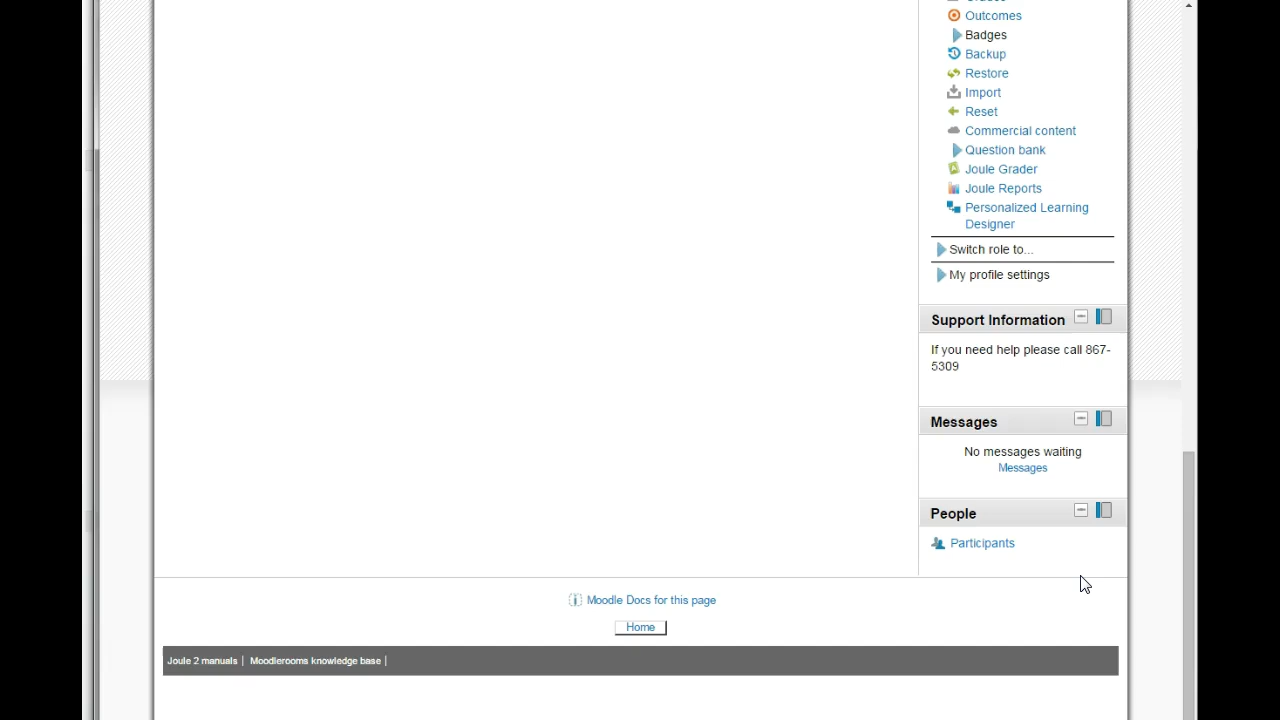 Outcomes
Badges
Backup
Restore
Import
Reset
Commercial content
Question bank
Joule Grader
Joule Reports
Personalized Learning
Designer
Switch role to...
My profile settings
Support Information
If you need help please call 867-
5309
Messages
No messages waiting
Messages
People
Participants
Moodle Docs for this page
Home
Joule 2 manuals | Moodlerooms knowledge base |